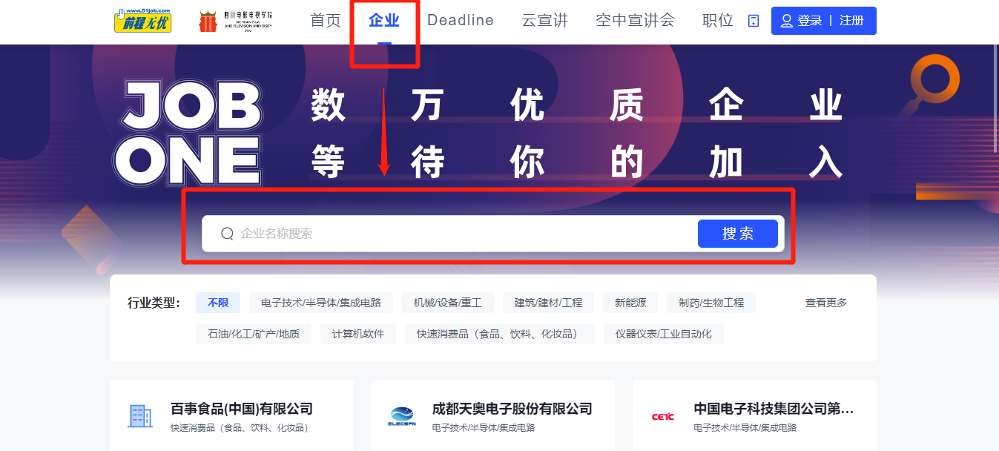 www.51job.com
前程无忧
四川电影电视学院
SICHUAN FILM
AND TELEVISION UNIVERSITY
1992
首页 企业 Deadline 云宣讲 空中宣讲会 职位 登录 | 注册
JOB
ONE
数万优质企业
等待你的加入
企业名称搜索 搜 索
行业类型： 不限 电子技术/半导体/集成电路 机械/设备/重工 建筑/建材/工程 新能源 制药/生物工程 查看更多
石油/化工/矿产/地质 计算机软件 快速消费品（食品、饮料、化妆品） 仪器仪表/工业自动化
百事食品(中国)有限公司
快速消费品（食品、饮料、化妆品）
ELECSPN
成都天奥电子股份有限公司
电子技术/半导体/集成电路
CETC
中国电子科技集团公司第...
电子技术/半导体/集成电路